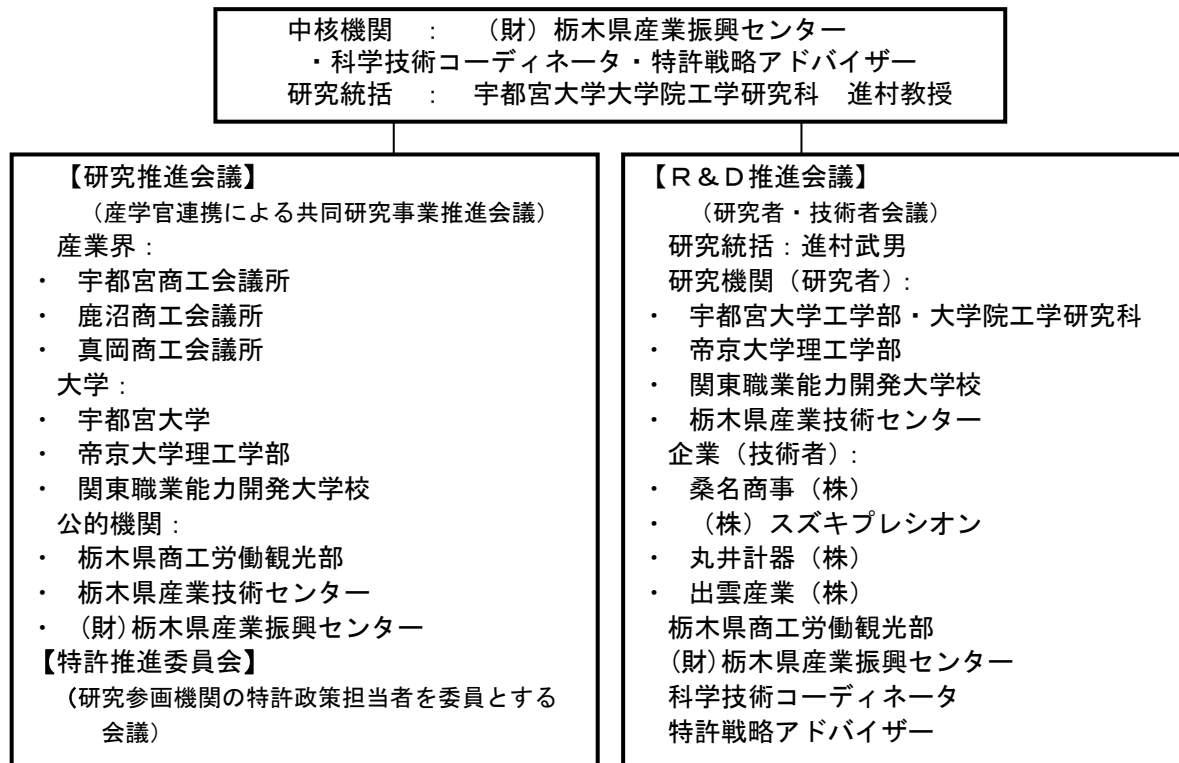 中核機関　：　（財）栃木県産業振興センター
・科学技術コーディネータ・特許戦略アドバイザー
研究統括　：　宇都宮大学大学院工学研究科　進村教授
【研究推進会議】
（産学官連携による共同研究事業推進会議）
産業界：
・　宇都宮商工会議所
・　鹿沼商工会議所
・　真岡商工会議所
大学：
・　宇都宮大学
・　帝京大学理工学部
・　関東職業能力開発大学校
公的機関：
・　栃木県商工労働観光部
・　栃木県産業技術センター
・　(財)栃木県産業振興センター
【特許推進委員会】
（研究参画機関の特許政策担当者を委員とする
会議）
【Ｒ＆Ｄ推進会議】
（研究者・技術者会議）
研究統括：進村武男
研究機関（研究者）：
・　宇都宮大学工学部・大学院工学研究科
・　帝京大学理工学部
・　関東職業能力開発大学校
・　栃木県産業技術センター
企業（技術者）：
・　桑名商事（株）
・　（株）スズキプレシオン
・　丸井計器（株）
・　出雲産業（株）
栃木県商工労働観光部
(財)栃木県産業振興センター
科学技術コーディネータ
特許戦略アドバイザー